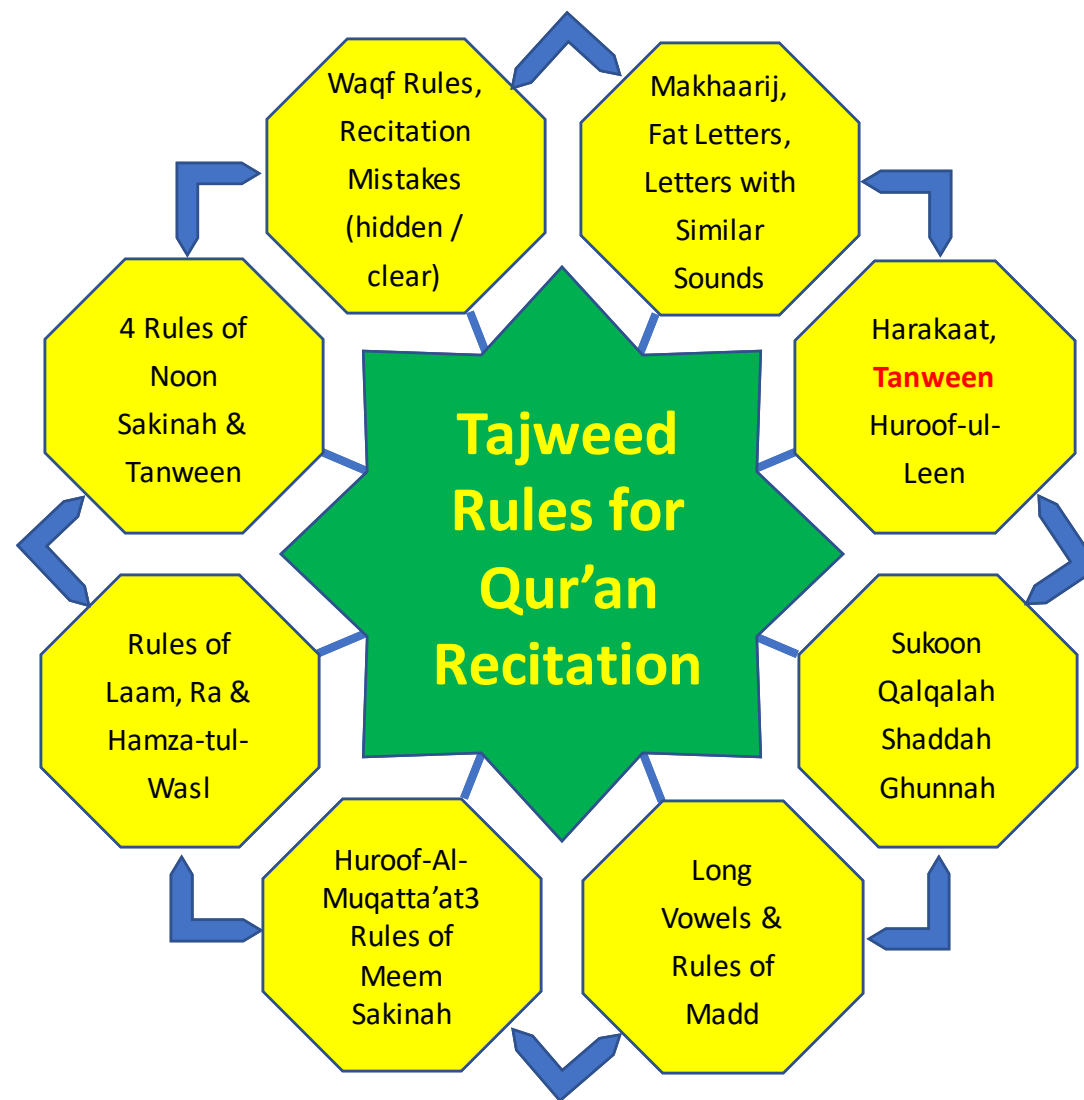 Waqf Rules,
Recitation
Mistakes
(hidden /
clear)
Makhaarij,
Fat Letters,
Letters with
Similar
Sounds
4 Rules of
Noon
Sakinah &
Tanween
Harakaat,
Tanween
Huroof-ul-
Leen
Tajweed
Rules for
Qur’an
Recitation
Rules of
Laam, Ra &
Hamza-tul-
Wasl
Sukoon
Qalqalah
Shaddah
Ghunnah
Huroof-Al-
Muqatta’at3
Rules of
Meem
Sakinah
Long
Vowels &
Rules of
Madd